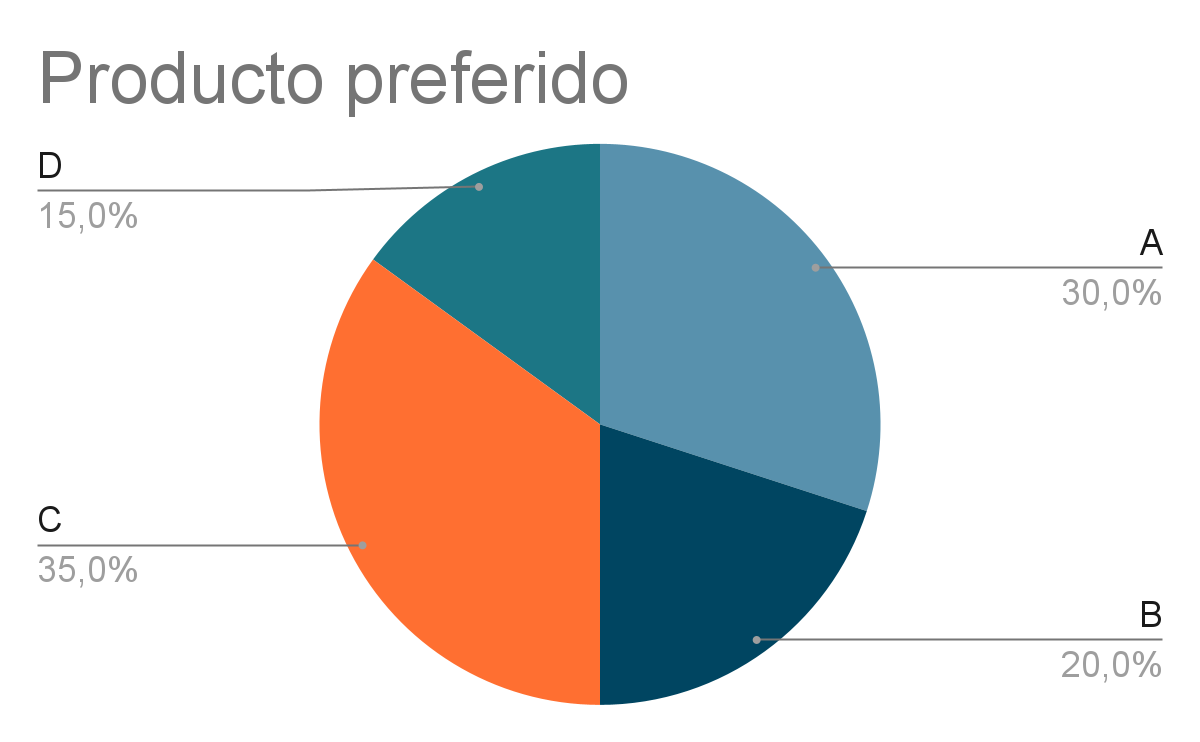 Producto preferido
D
15,0%
A
30,0%
C
35,0%
B
20,0%